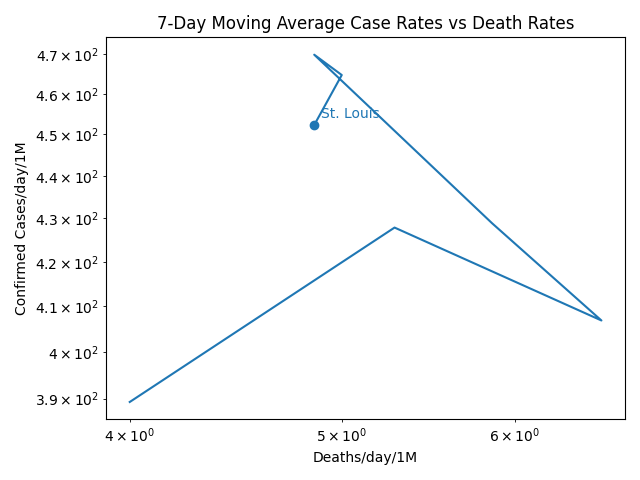 7-Day Moving Average Case Rates vs Death Rates
4.7 × 10²
4.6 × 10²
4.5 × 10²
4.4 × 10²
4.3 × 10²
4.2 × 10²
4.1 × 10²
4 × 10²
3.9 × 10²
Confirmed Cases/day/1M
St. Louis
4 × 10⁰
5 × 10⁰
6 × 10⁰
Deaths/day/1M